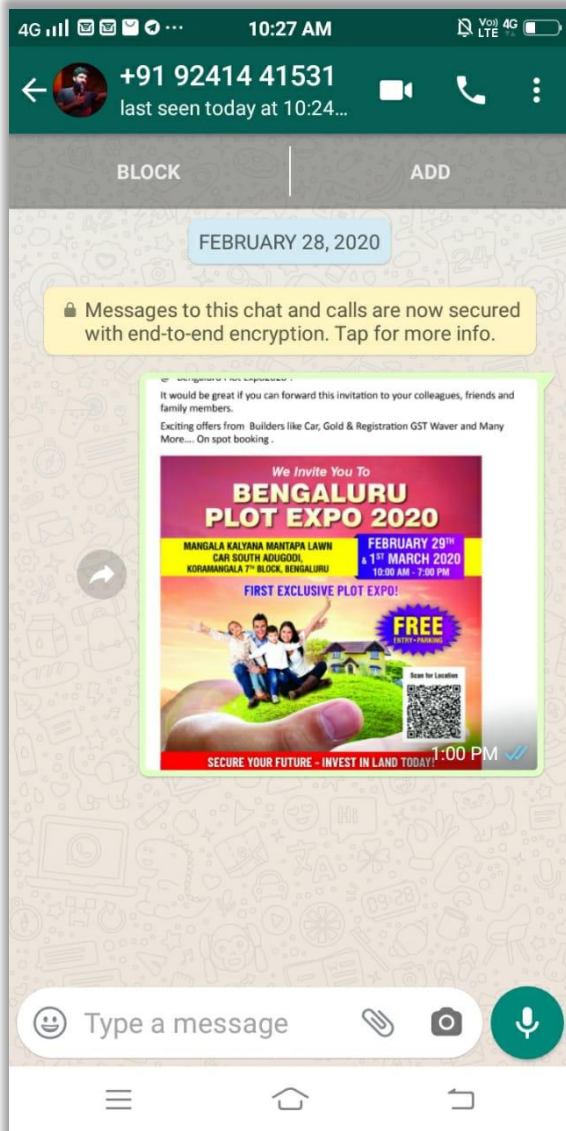 4G 10:27 AM VoI) LTE 4G
+91 92414 41531
last seen today at 10:24...
BLOCK ADD
FEBRUARY 28, 2020
Messages to this chat and calls are now secured
with end-to-end encryption. Tap for more info.
It would be great if you can forward this invitation to your colleagues, friends and
family members.
Exciting offers from Builders like Car, Gold & Registration GST Waver and Many
More.... On spot booking .
We Invite You To
BENGALURU
PLOT EXPO 2020
MANGALA KALYANA MANTAPA LAWN
CAR SOUTH ADUGODI,
KORAMANGALA 7TH BLOCK, BENGALURU
FEBRUARY 29TH
& 1ST MARCH 2020
10:00 AM - 7:00 PM
FIRST EXCLUSIVE PLOT EXPO!
FREE
ENTRY-PARKING
Scan for Location
SECURE YOUR FUTURE - INVEST IN LAND TODAY!
1:00 PM
Type a message